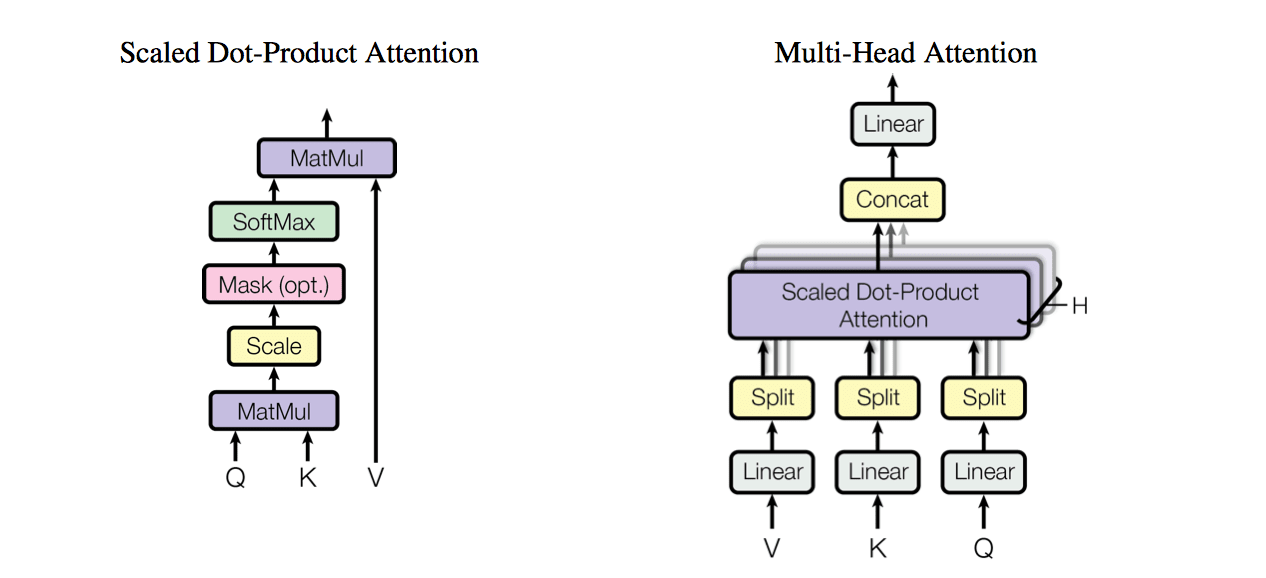 Scaled Dot-Product Attention
MatMul
SoftMax
Mask (opt.)
Scale
MatMul
Q K V
Multi-Head Attention
Linear
Concat
Scaled Dot-Product
Attention
H
Split Split Split
Linear Linear Linear
V K Q